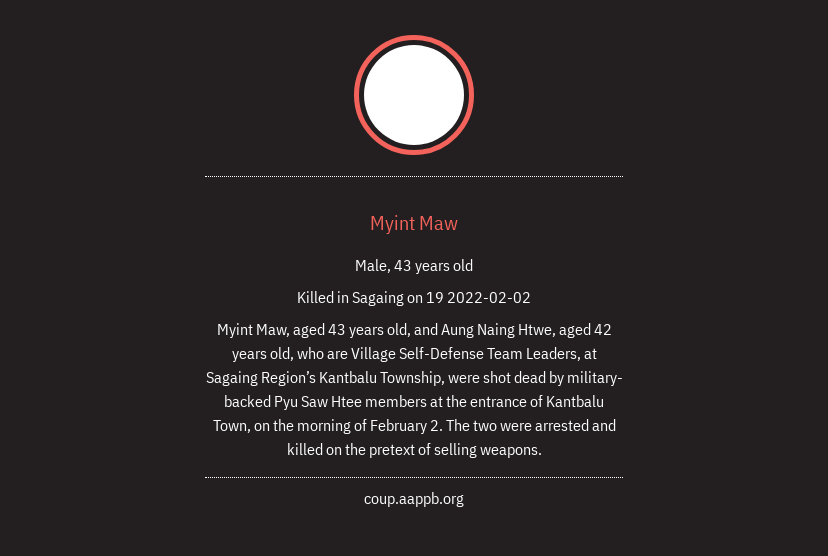 Myint Maw
Male, 43 years old
Killed in Sagaing on 19 2022-02-02
Myint Maw, aged 43 years old, and Aung Naing Htwe, aged 42
years old, who are Village Self-Defense Team Leaders, at
Sagaing Region’s Kantbalu Township, were shot dead by military-
backed Pyu Saw Htee members at the entrance of Kantbalu
Town, on the morning of February 2. The two were arrested and
killed on the pretext of selling weapons.
coup.aappb.org